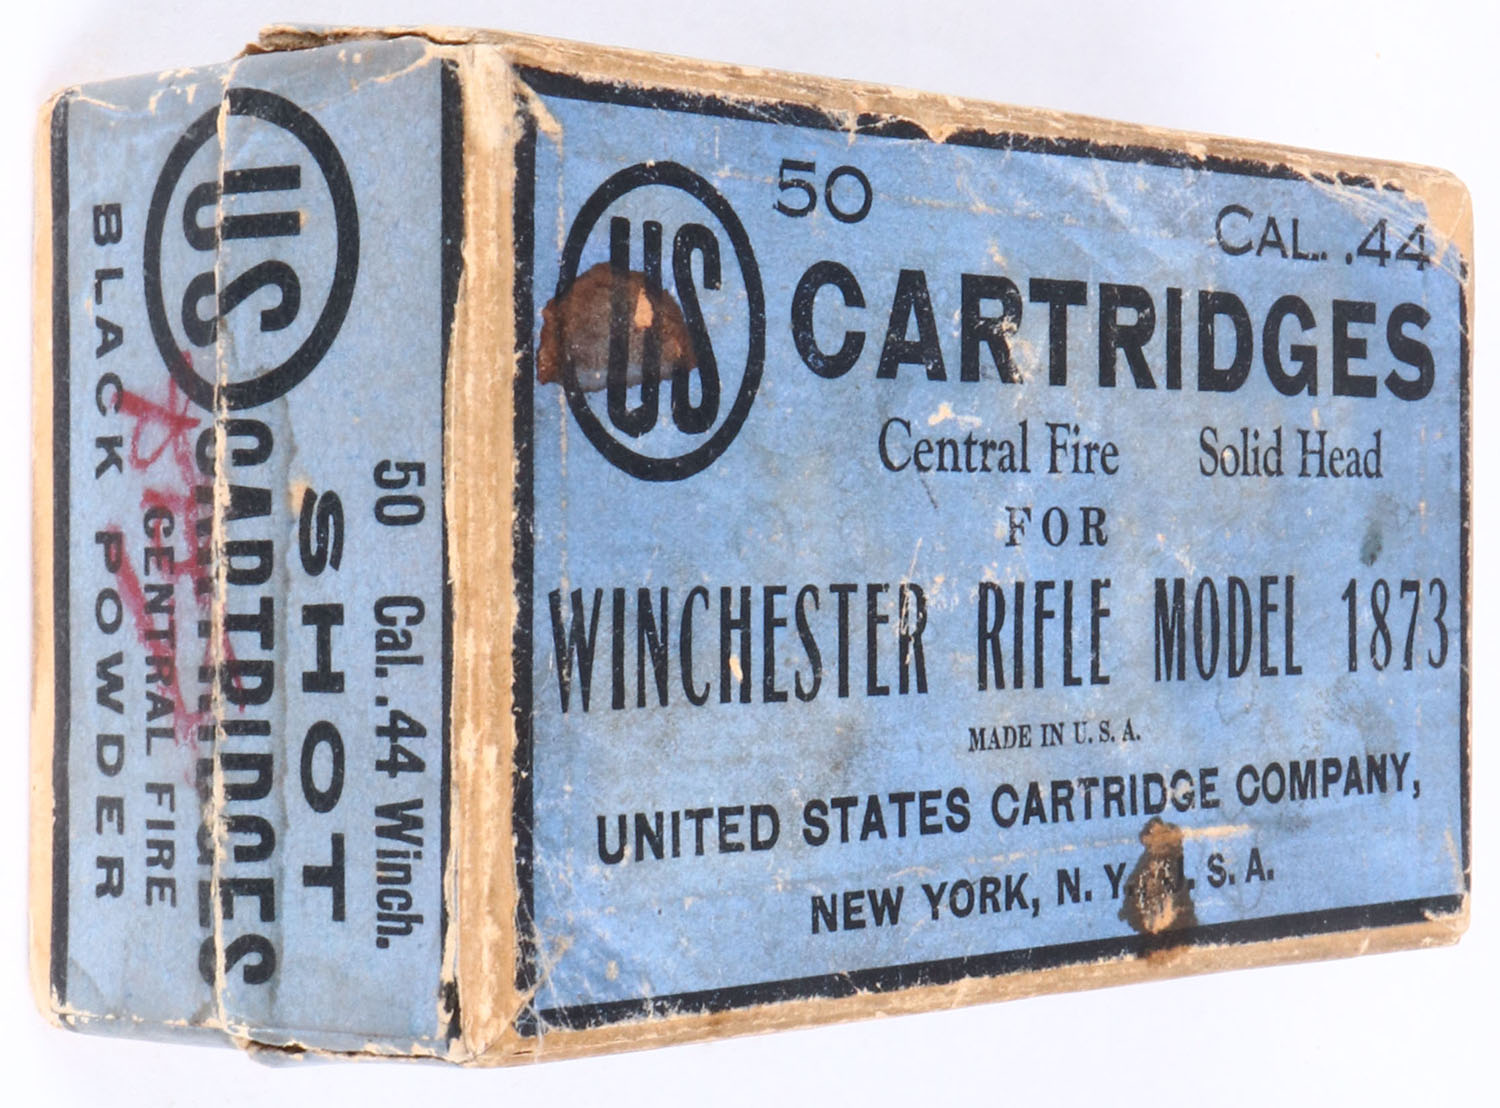 50
CAL. .44
US
CARTRIDGES
Central Fire Solid Head
FOR
WINCHESTER RIFLE MODEL 1873
MADE IN U. S. A.
UNITED STATES CARTRIDGE COMPANY,
NEW YORK, N. Y. U. S. A.
50 Cal. .44 Winch.
SHOT
US CARTRIDGES
CENTRAL FIRE
BLACK POWDER